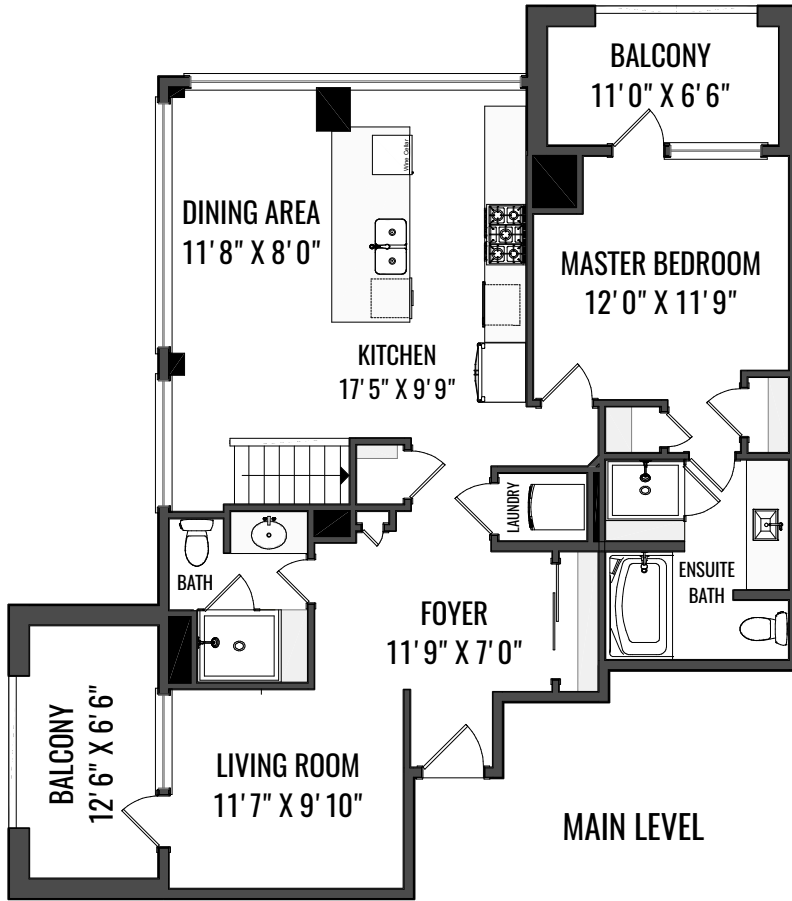 BALCONY
11'0" X 6'6"
Wine Cellar
DINING AREA
11'8" X 8'0"
MASTER BEDROOM
12'0" X 11'9"
KITCHEN
17'5" X 9'9"
LAUNDRY
BATH
ENSUITE
BATH
FOYER
11'9" X 7'0"
BALCONY
12'6" X 6'6"
LIVING ROOM
11'7" X 9'10"
MAIN LEVEL